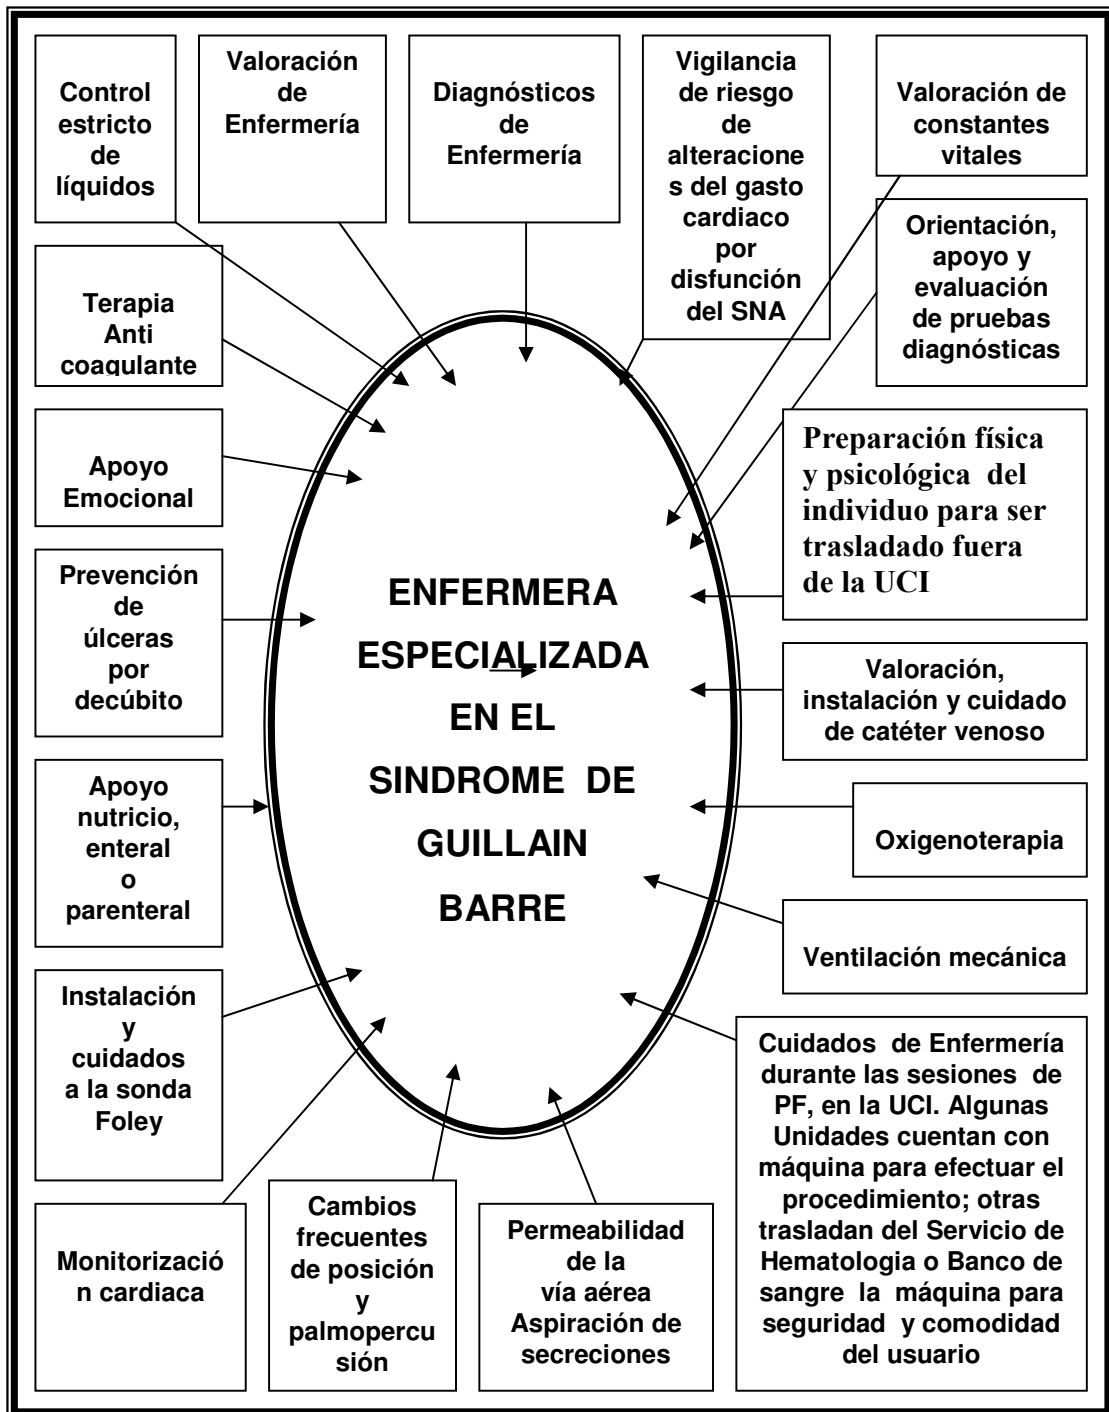 Control
estricto
de
líquidos
Valoración
de
Enfermería
Diagnósticos
de
Enfermería
Vigilancia
de riesgo
de
alteracione
s del gasto
cardiaco
por
disfunción
del SNA
Valoración de
constantes
vitales
Orientación,
apoyo y
evaluación
de pruebas
diagnósticas
Terapia
Anti
coagulante
Apoyo
Emocional
Preparación física
y psicológica del
individuo para ser
trasladado fuera
de la UCI
Prevención
de
úlceras
por
decúbito
ENFERMERA
ESPECIALIZADA
EN EL
SINDROME DE
GUILLAIN
BARRE
Valoración,
instalación y cuidado
de catéter venoso
Apoyo
nutricio,
enteral
o
parenteral
Oxigenoterapia
Ventilación mecánica
Instalación
y
cuidados
a la sonda
Foley
Cuidados de Enfermería
durante las sesiones de
PF, en la UCI. Algunas
Unidades cuentan con
máquina para efectuar el
procedimiento; otras
trasladan del Servicio de
Hematologia o Banco de
sangre la máquina para
seguridad y comodidad
del usuario
Monitorizació
n cardiaca
Cambios
frecuentes
de posición
y
palmopercu
sión
Permeabilidad
de la
vía aérea
Aspiración de
secreciones